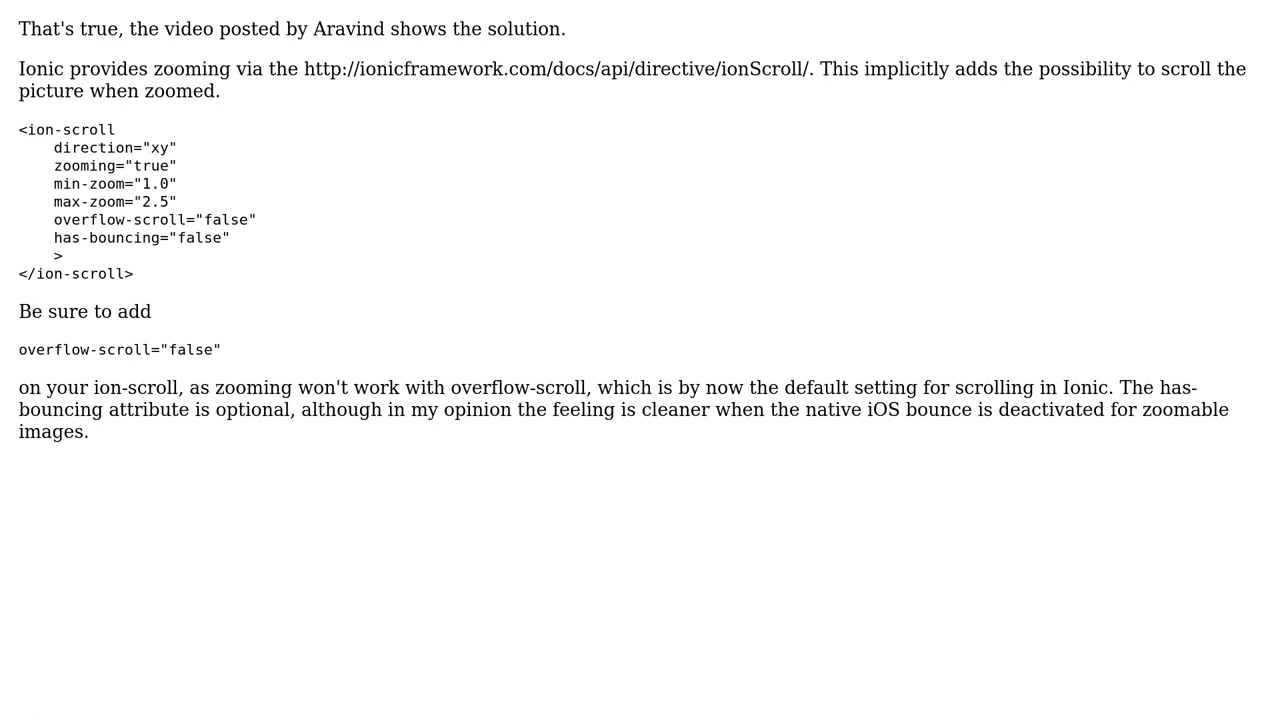 That's true, the video posted by Aravind shows the solution.
Ionic provides zooming via the http://ionicframework.com/docs/api/directive/ionScroll/. This implicitly adds the possibility to scroll the
picture when zoomed.
<ion-scroll
    direction="xy"
    zooming="true"
    min-zoom="1.0"
    max-zoom="2.5"
    overflow-scroll="false"
    has-bouncing="false"
    >
</ion-scroll>
Be sure to add
overflow-scroll="false"
on your ion-scroll, as zooming won't work with overflow-scroll, which is by now the default setting for scrolling in Ionic. The has-
bouncing attribute is optional, although in my opinion the feeling is cleaner when the native iOS bounce is deactivated for zoomable
images.